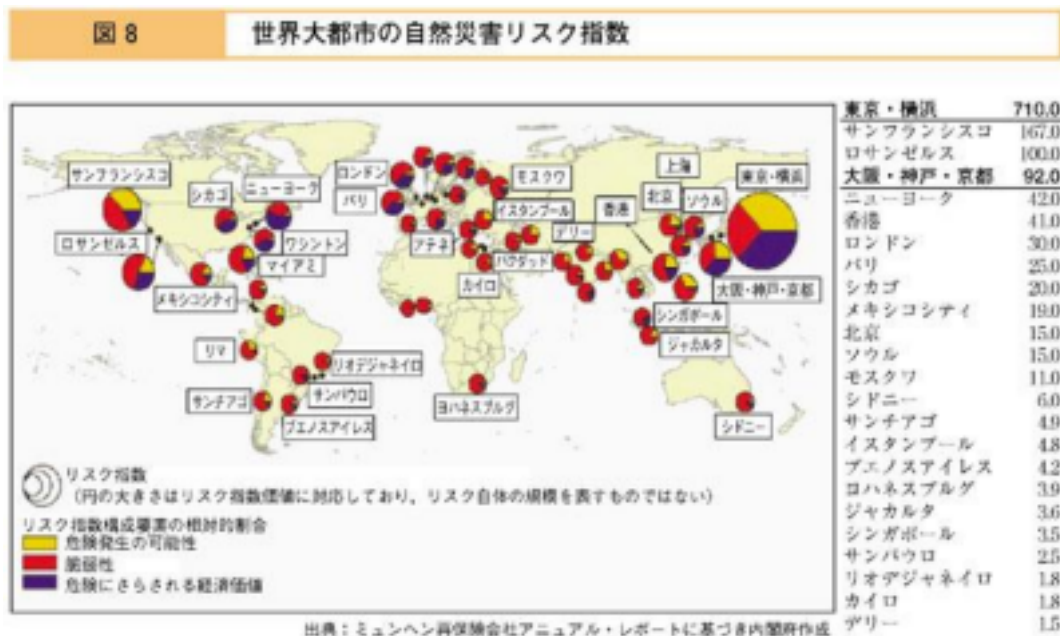 図8
世界大都市の自然災害リスク指数
サンフランシスコ
ロサンゼルス
シカゴ
ニューヨーク
ワシントン
マイアミ
メキシコシティ
リマ
サンチアゴ
リオデジャネイロ
サンパウロ
ブエノスアイレス
ロンドン
パリ
モスクワ
イスタンブール
アテネ
バグダッド
カイロ
デリー
ヨハネスブルグ
香港
上海
北京
ソウル
東京・横浜
大阪・神戸・京都
シンガポール
ジャカルタ
シドニー
リスク指数
(円の大きさはリスク指数価値に対応しており、リスク自体の規模を表すものではない)
リスク指数構成要素の相対的割合
危険発生の可能性
脆弱性
危険にさらされる経済価値
東京・横浜 710.0
サンフランシスコ 167.0
ロサンゼルス 100.0
大阪・神戸・京都 92.0
ニューヨーク 42.0
香港 41.0
ロンドン 30.0
パリ 25.0
シカゴ 20.0
メキシコシティ 19.0
北京 15.0
ソウル 15.0
モスクワ 11.0
シドニー 6.0
サンチアゴ 4.9
イスタンブール 4.8
ブエノスアイレス 4.2
ヨハネスブルグ 3.9
ジャカルタ 3.6
シンガポール 3.5
サンパウロ 2.5
リオデジャネイロ 1.8
カイロ 1.8
デリー 1.5
出典：ミュンヘン再保険会社アニュアル・レポートに基づき内閣府作成